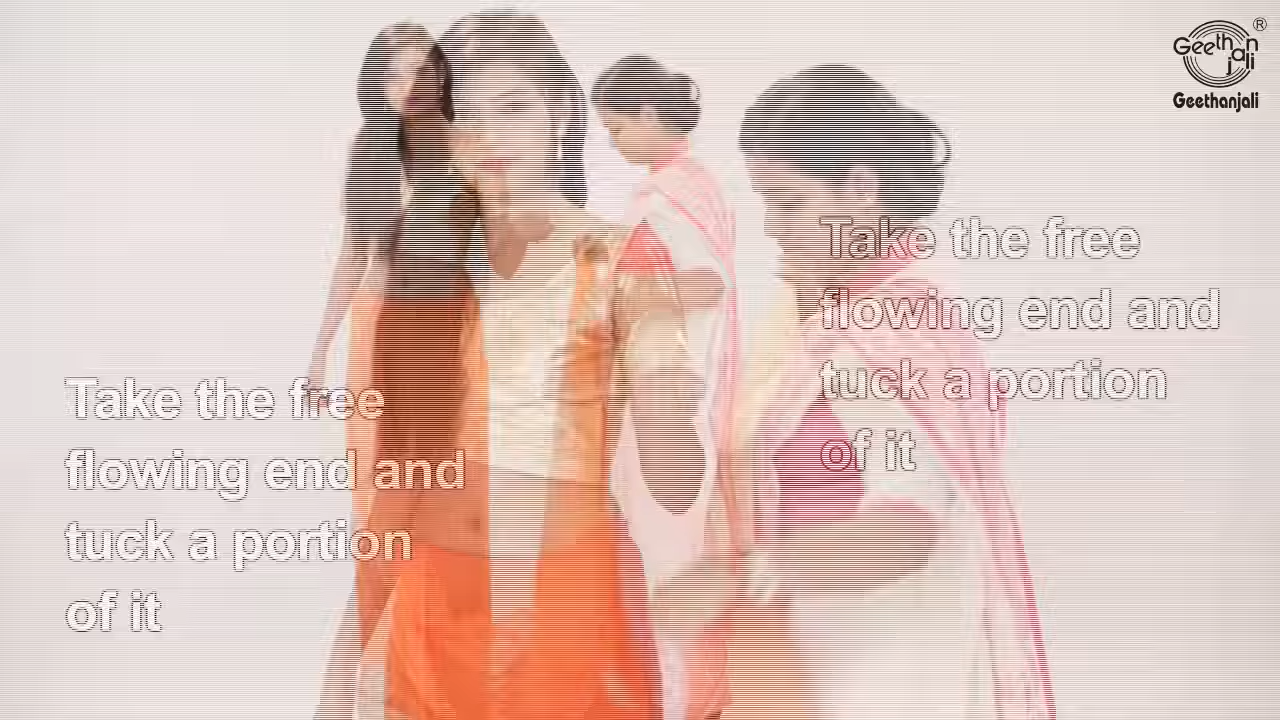 Geethanjali
®
Geethanjali
Take the free
flowing end and
tuck a portion
of it
Take the free
flowing end and
tuck a portion
of it